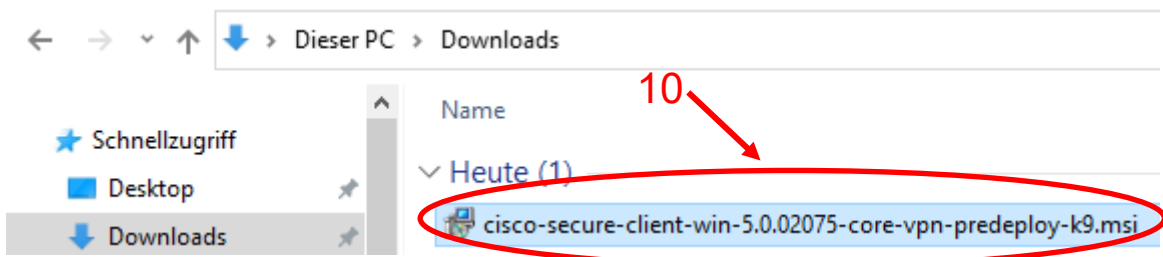 Dieser PC > Downloads
10
Name
Schnellzugriff
Heute (1)
Desktop
cisco-secure-client-win-5.0.02075-core-vpn-predeploy-k9.msi
Downloads